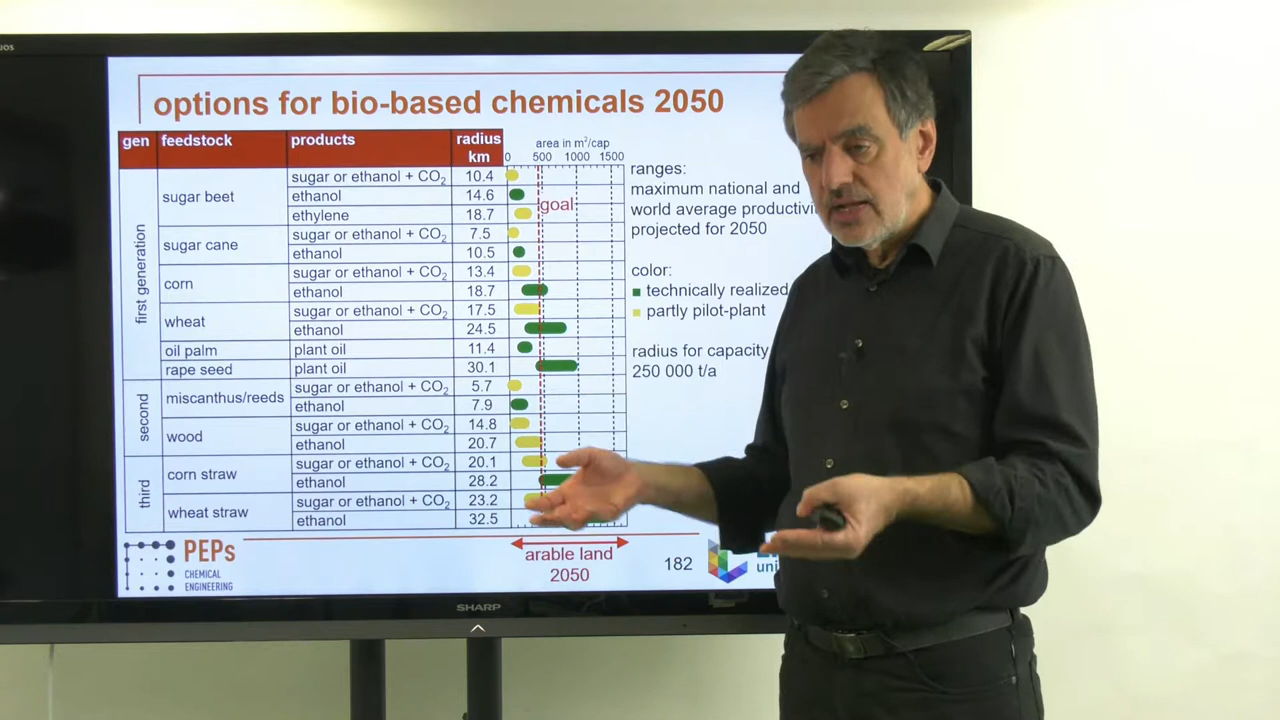 options for bio-based chemicals 2050
gen feedstock products radius km
area in m²/cap
0 500 1000 1500
first generation
sugar beet
sugar or ethanol + CO₂ 10.4
ethanol 14.6
ethylene 18.7
sugar cane
sugar or ethanol + CO₂ 7.5
ethanol 10.5
corn
sugar or ethanol + CO₂ 13.4
ethanol 18.7
wheat
sugar or ethanol + CO₂ 17.5
ethanol 24.5
oil palm plant oil 11.4
rape seed plant oil 30.1
second
miscanthus/reeds
sugar or ethanol + CO₂ 5.7
ethanol 7.9
wood
sugar or ethanol + CO₂ 14.8
ethanol 20.7
third
corn straw
sugar or ethanol + CO₂ 20.1
ethanol 28.2
wheat straw
sugar or ethanol + CO₂ 23.2
ethanol 32.5
goal
ranges:
maximum national and
world average
projected for 2050
color:
technically realized
partly pilot-plant
radius for capacity
250 000 t/a
arable land
2050
182
PEPs
CHEMICAL
ENGINEERING
SHARP